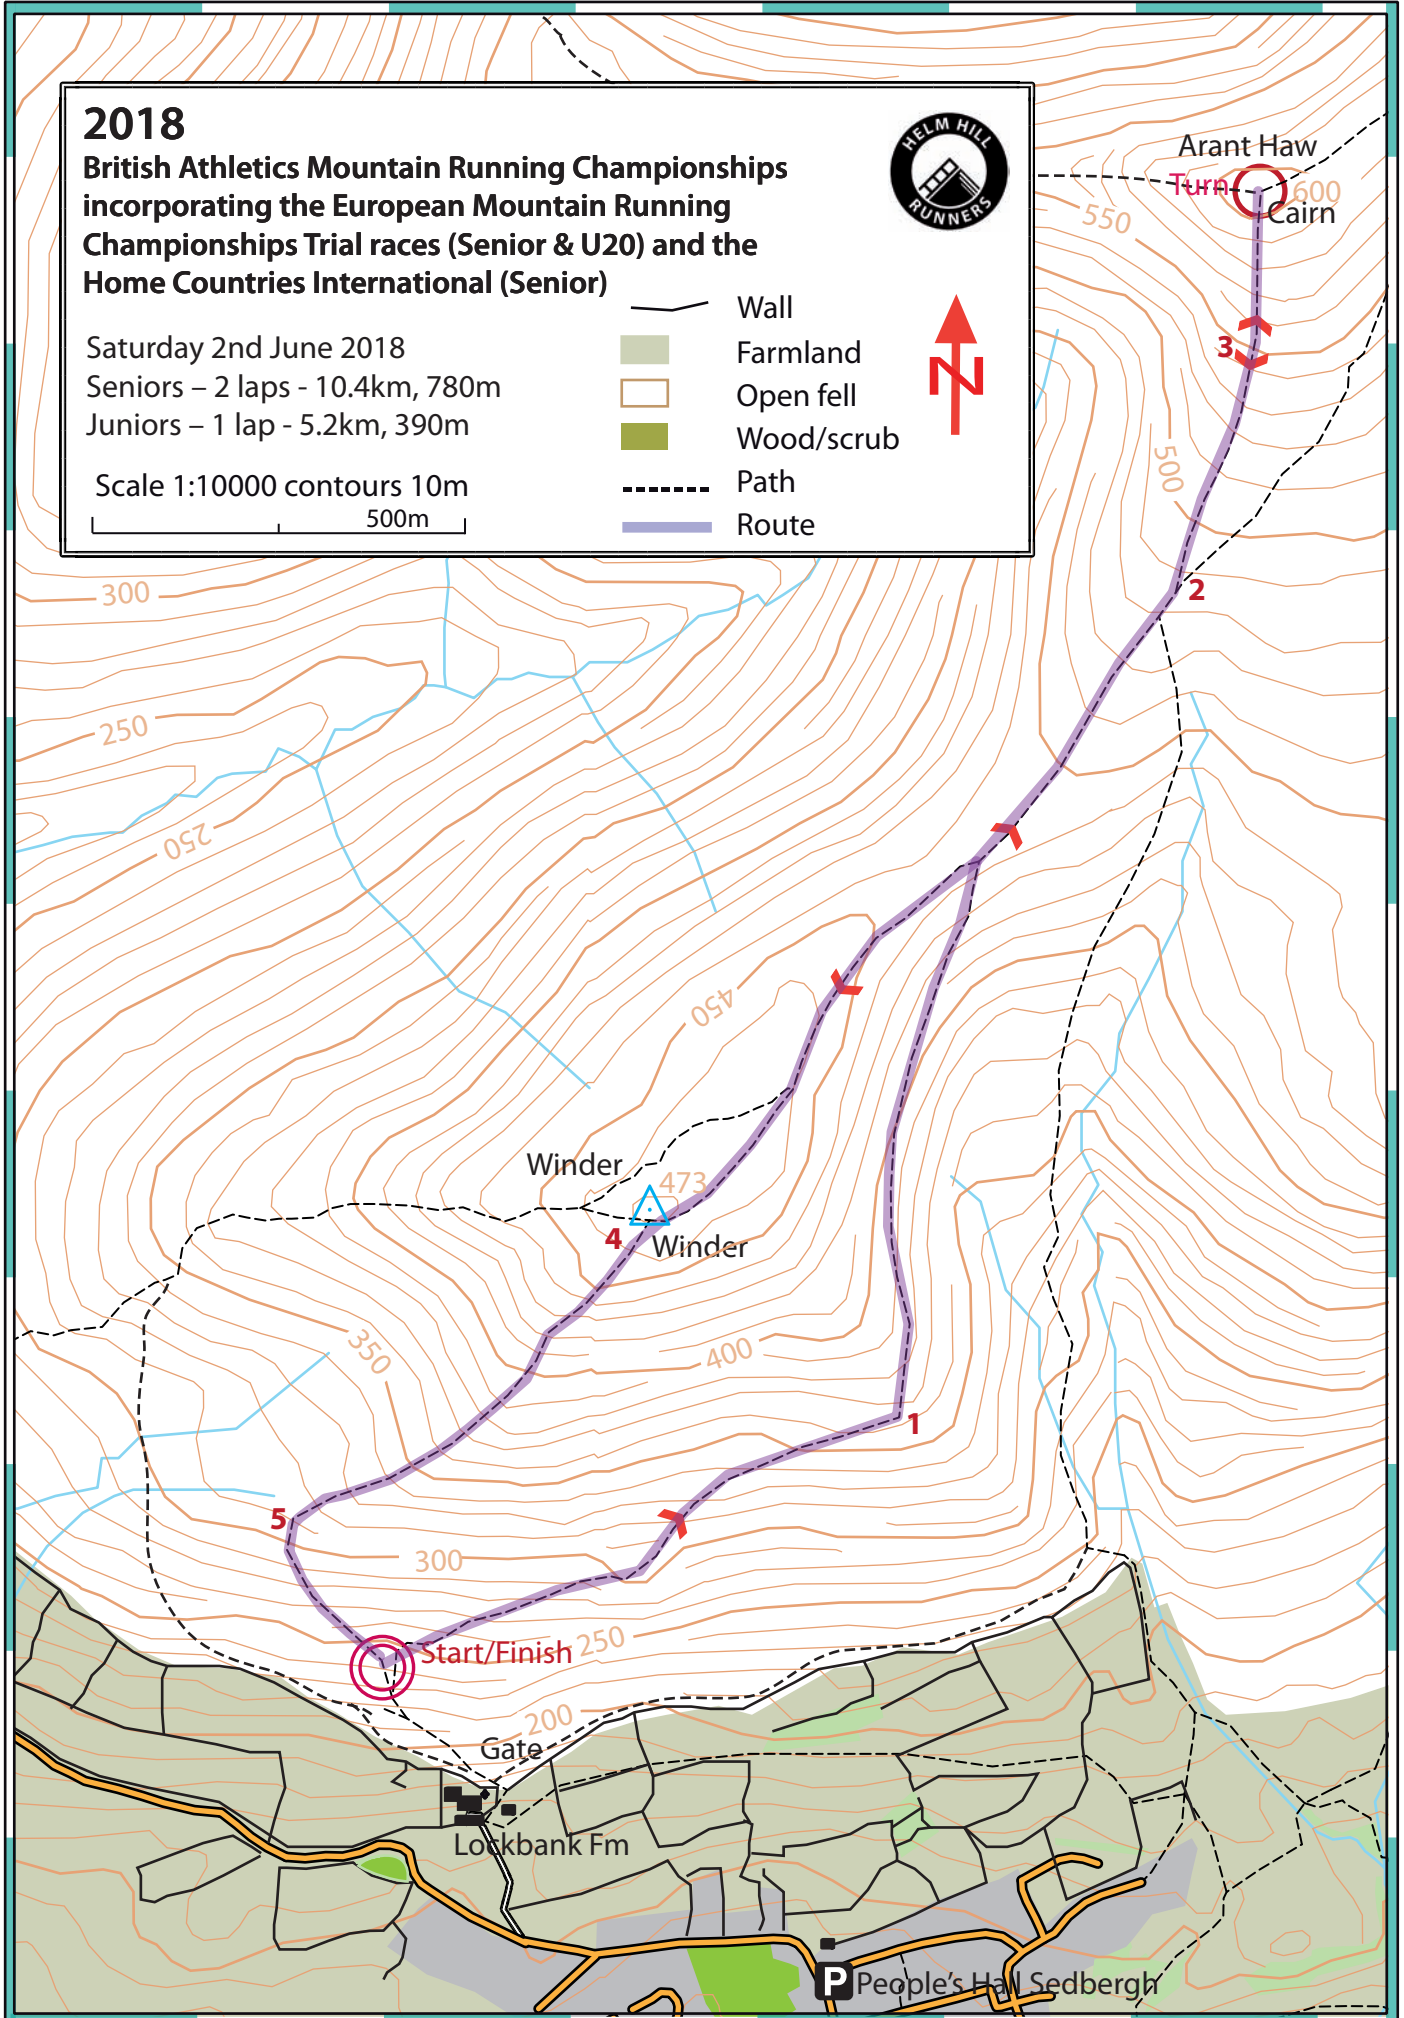 2018
British Athletics Mountain Running Championships
incorporating the European Mountain Running
Championships Trial races (Senior & U20) and the
Home Countries International (Senior)
HELM HILL
RUNNERS
Saturday 2nd June 2018
Seniors – 2 laps - 10.4km, 780m
Juniors – 1 lap - 5.2km, 390m
Scale 1:10000 contours 10m
500m
Wall
Farmland
Open fell
Wood/scrub
Path
Route
N
Arant Haw
Turn
600
Cairn
550
3
500
2
300
250
250
450
Winder
473
4
Winder
350
400
1
5
300
Start/Finish
250
200
Gate
Lockbank Fm
P
People's Hall Sedbergh